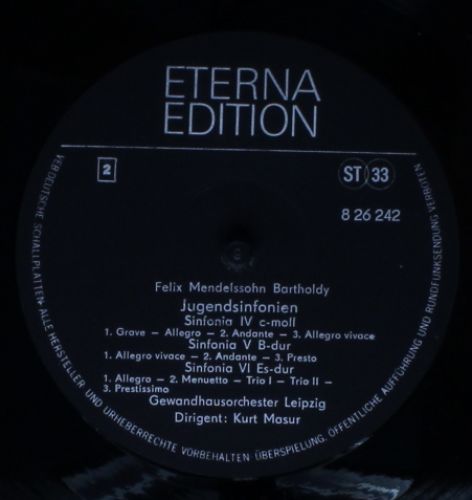 ETERNA
EDITION
2
ST 33
8 26 242
Felix Mendelssohn Bartholdy
Jugendsinfonien
Sinfonia IV c-moll
1. Grave – Allegro – 2. Andante – 3. Allegro vivace
Sinfonia V B-dur
1. Allegro vivace – 2. Andante – 3. Presto
Sinfonia VI Es-dur
1. Allegro – 2. Menuetto – Trio I – Trio II –
3. Prestissimo
Gewandhausorchester Leipzig
Dirigent: Kurt Masur
VEB DEUTSCHE SCHALLPLATTEN · ALLE HERSTELLER UND URHEBERRECHTE VORBEHALTEN ÜBERSPIELUNG, ÖFFENTLICHE AUFFÜHRUNG UND RUNDFUNKSENDUNG VERBOTEN